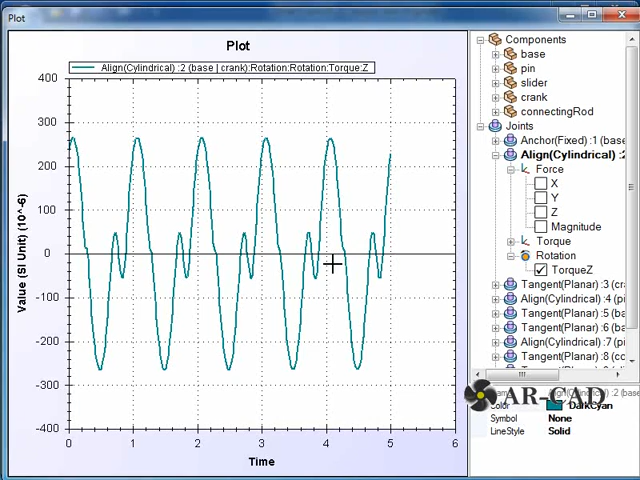 Plot
Plot
Align(Cylindrical) :2 (base | crank):Rotation:Rotation:Torque:Z
400
300
200
100
0
-100
-200
-300
-400
Value (SI Unit) (10^-6)
0
1
2
3
4
5
6
Time
Components
base
pin
slider
crank
connectingRod
Joints
Anchor(Fixed) :1 (base
Align(Cylindrical) :2
Force
X
Y
Z
Magnitude
Torque
Rotation
TorqueZ
Tangent(Planar) :3 (cr
Align(Cylindrical) :4 (pi
Tangent(Planar) :5 (ba
Tangent(Planar) :6 (ba
Align(Cylindrical) :7 (pi
Tangent(Planar) :8 (co
Align(Cylindrical) :2 (base
AR-CAD
Color DarkCyan
Symbol None
LineStyle Solid